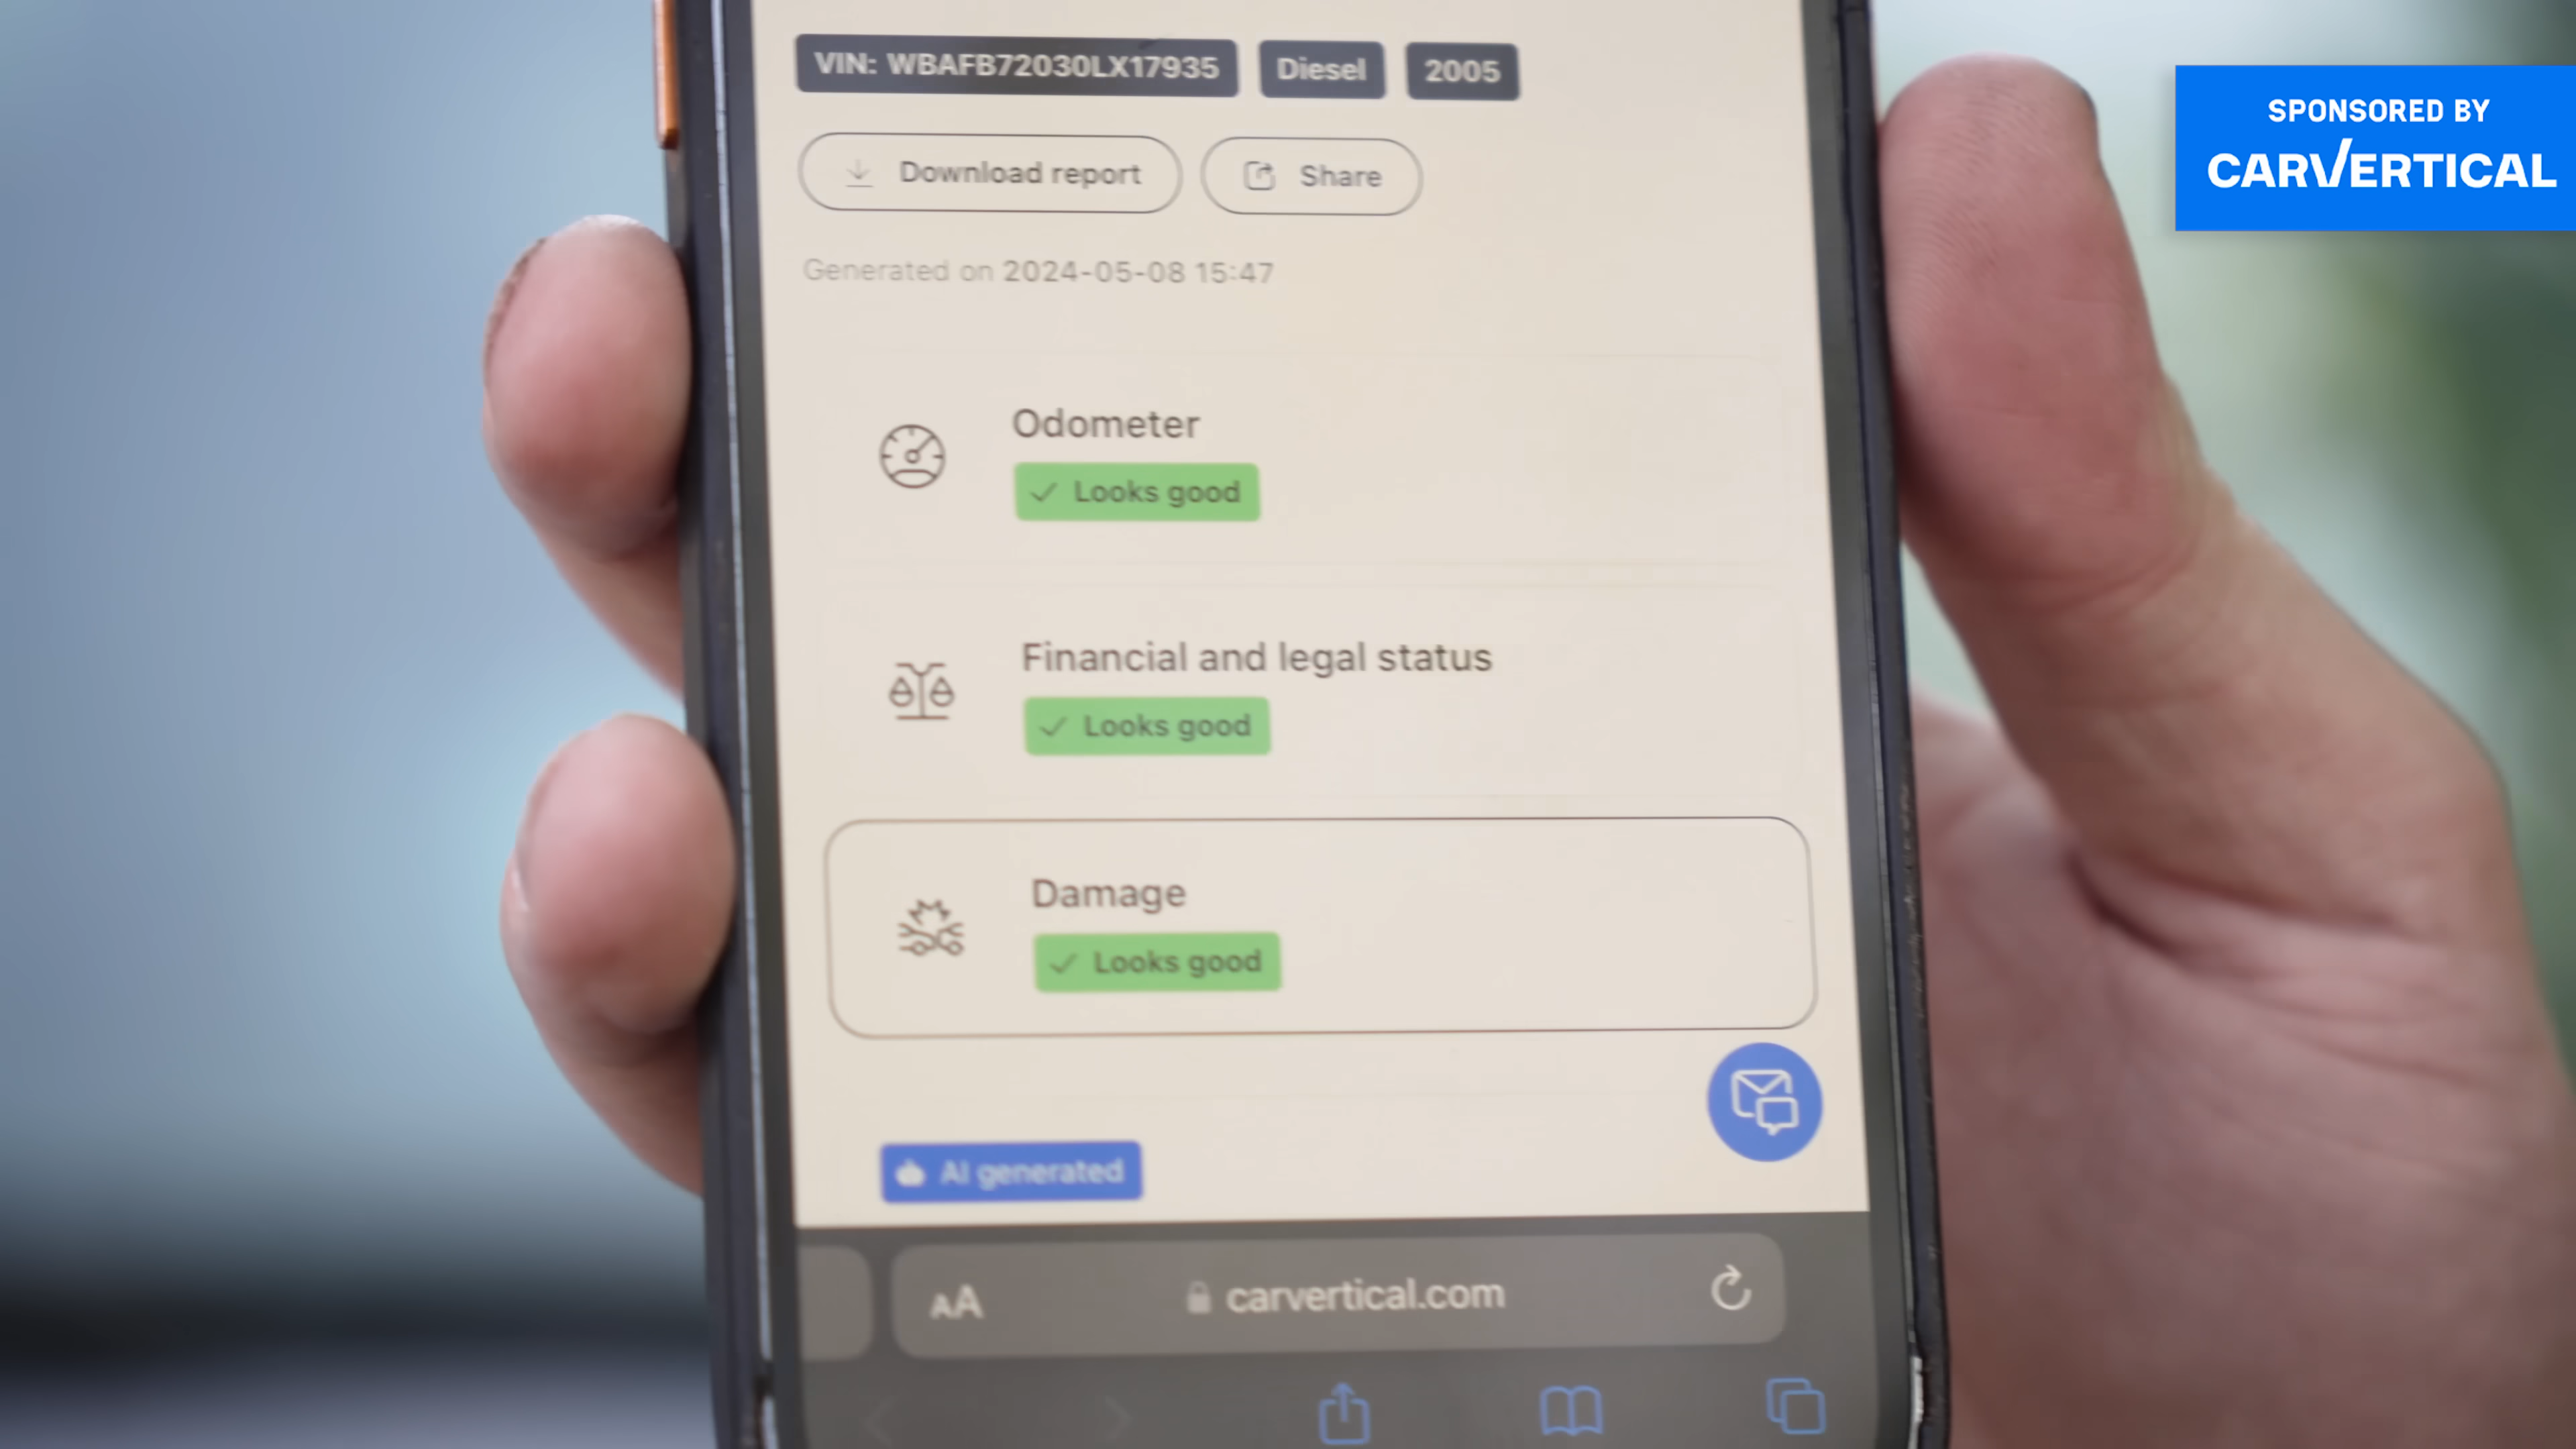 VIN: WBAFB72030LX17935 Diesel 2005
SPONSORED BY
CARVERTICAL
Download report Share
Generated on 2024-05-08 15:47
Odometer
Looks good
Financial and legal status
Looks good
Damage
Looks good
AI generated
AA carvertical.com